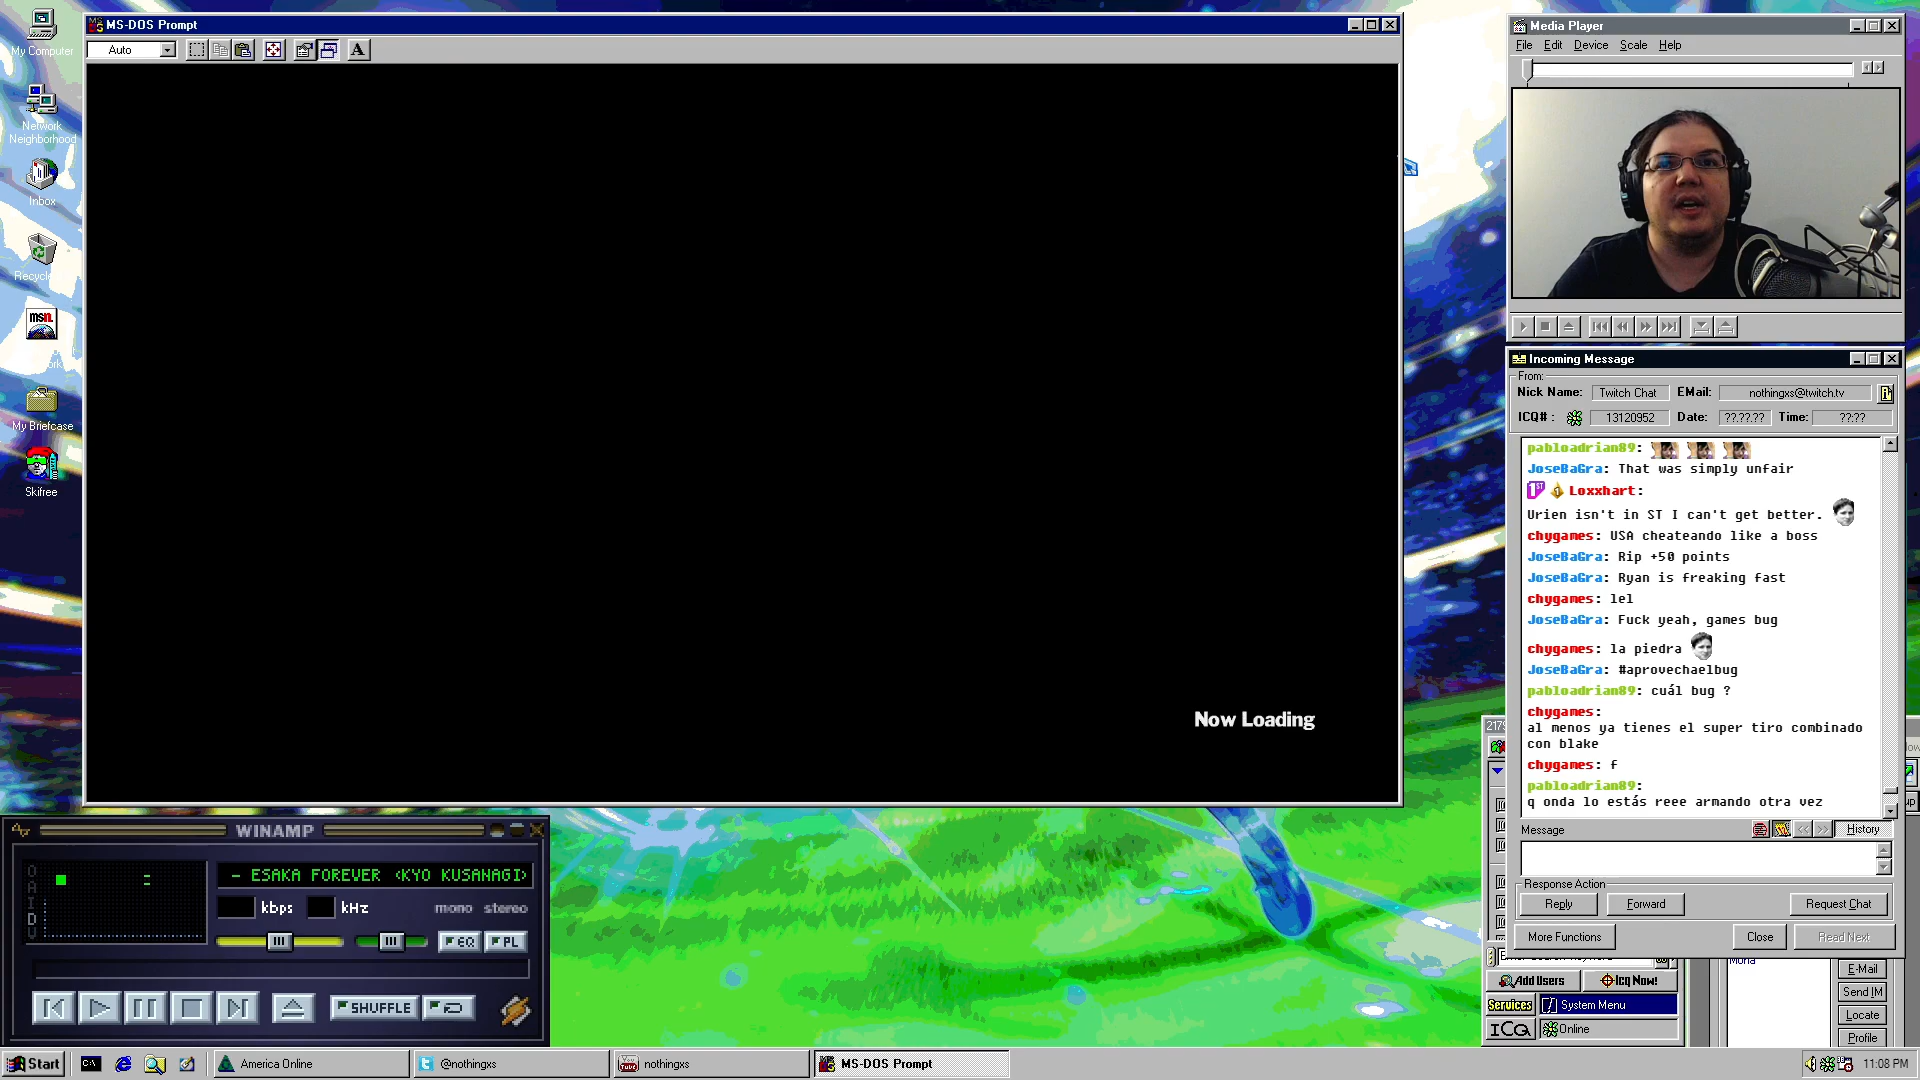 My Computer
Network
Neighborhood
Inbox
Recycle
msn
My Briefcase
Skifree
MS-DOS Prompt
Auto
A
Now Loading
Media Player
File Edit Device Scale Help
Incoming Message
From:
Nick Name: Twitch Chat EMail: nothingxs@twitch.tv
ICQ# : 13120952 Date: ??.??.?? Time: ??:??
pabloadrian89:
JoseBaGra: That was simply unfair
1ST 1 Loxxhart:
Urien isn't in ST I can't get better.
chygames: USA cheateando like a boss
JoseBaGra: Rip +50 points
JoseBaGra: Ryan is freaking fast
chygames: lel
JoseBaGra: Fuck yeah, games bug
chygames: la piedra
JoseBaGra: #aprovechaelbug
pabloadrian89: cuál bug ?
chygames:
al menos ya tienes el super tiro combinado
con blake
chygames: f
pabloadrian89:
q onda lo estás reee armando otra vez
Message History
Response Action
Reply Forward Request Chat
More Functions Close Read Next
Add Users Icq Now!
Services System Menu
ICQ Online
E-Mail
Send IM
Locate
Profile
WINAMP
O
A
I
D
V
- ESAKA FOREVER <KYO KUSANAGI>
kbps kHz mono stereo
EQ PL
SHUFFLE
Start America Online @nothingxs You Tube nothingxs MS-DOS Prompt 11:08 PM